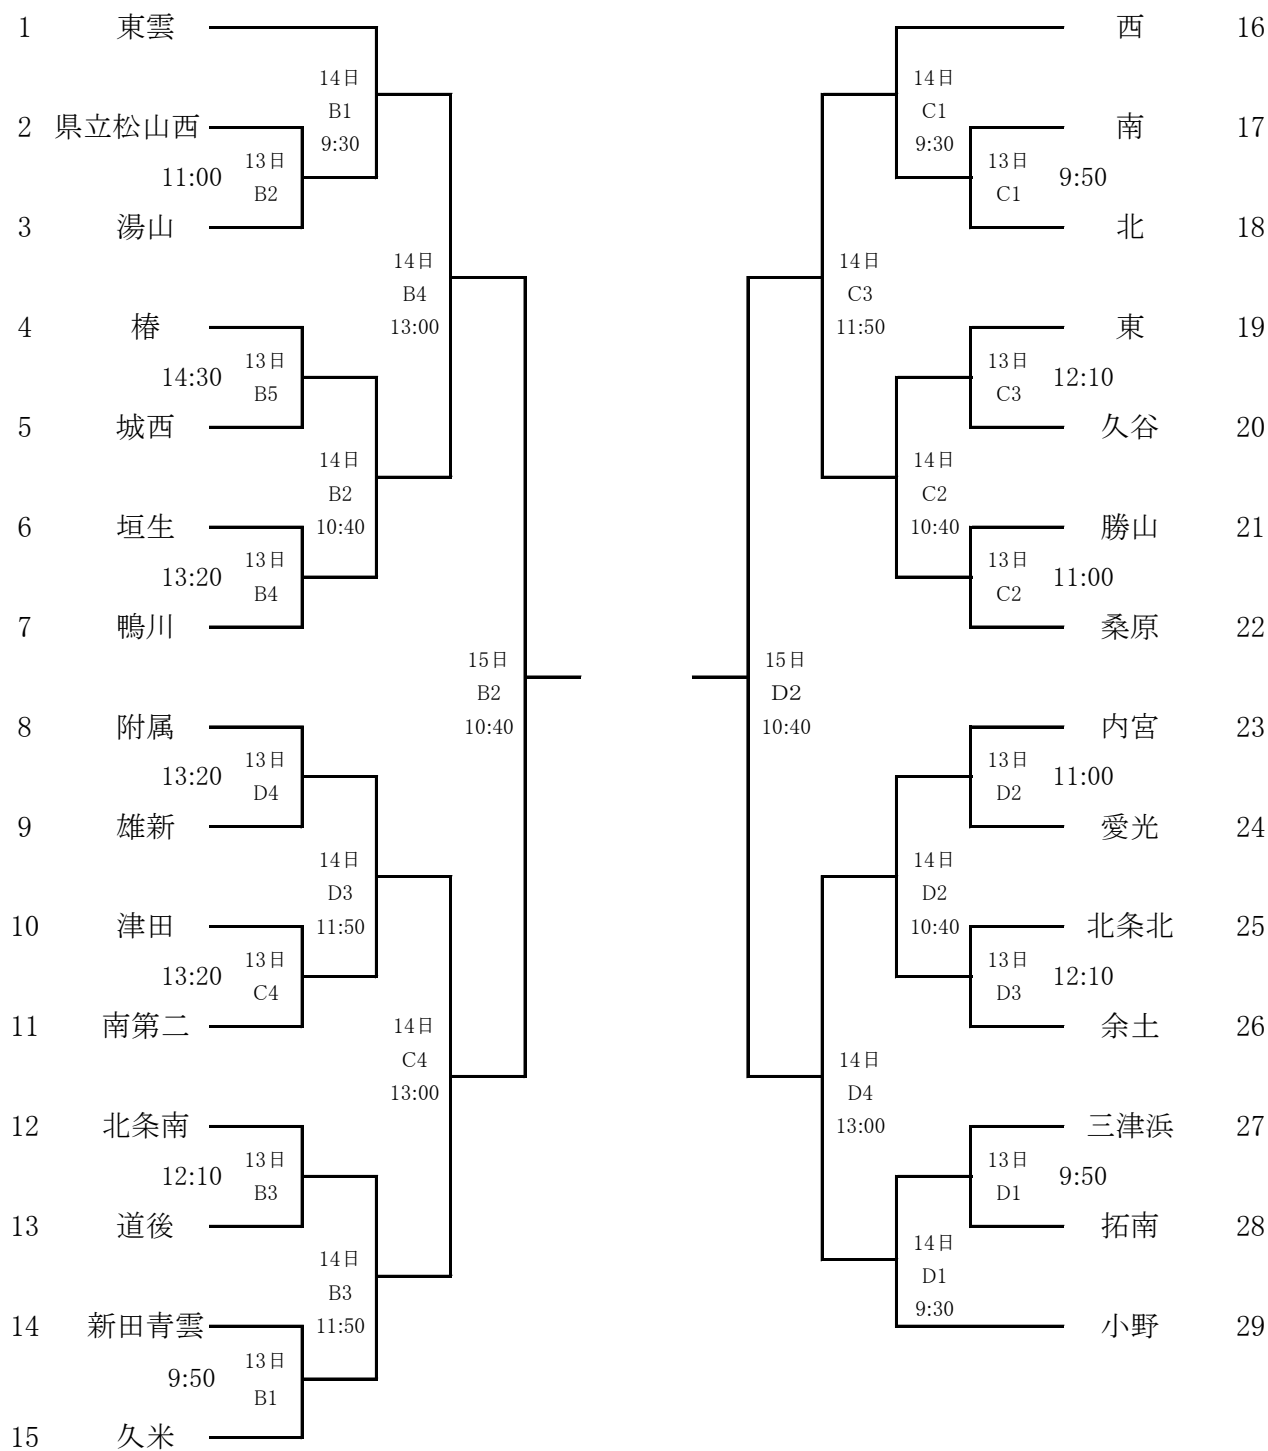 1 東雲 西 16
14日 14日
B1 C1
2 県立松山西 南 17
9:30 9:30
13日 13日
11:00 9:50
B2 C1
3 湯山 北 18
14日 14日
B4 C3
4 椿 13:00 11:50 東 19
13日 13日
14:30 12:10
B5 C3
5 城西 久谷 20
14日 14日
B2 C2
6 垣生 10:40 10:40 勝山 21
13日 13日
13:20 11:00
B4 C2
7 鴨川 桑原 22
15日 15日
B2 D2
8 附属 10:40 10:40 内宮 23
13日 13日
13:20 11:00
D4 D2
9 雄新 愛光 24
14日 14日
D3 D2
10 津田 11:50 10:40 北条北 25
13日 13日
13:20 12:10
C4 D3
11 南第二 14日 余土 26
C4 14日
13:00 D4
12 北条南 13:00 三津浜 27
13日 13日
12:10 9:50
B3 D1
13 道後 拓南 28
14日 14日
B3 D1
9:30
14 新田青雲 11:50 小野 29
13日
9:50
B1
15 久米